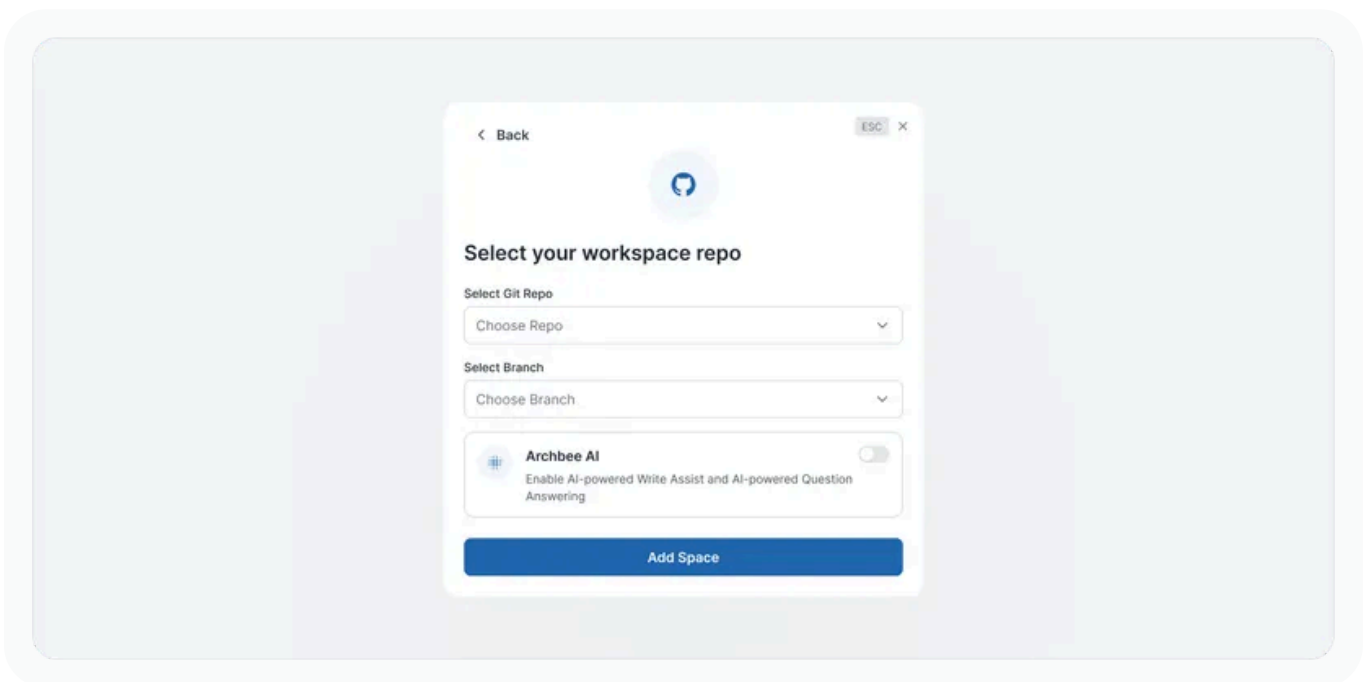 Back
ESC
Select your workspace repo
Select Git Repo
Choose Repo
Select Branch
Choose Branch
Archbee AI
Enable AI-powered Write Assist and AI-powered Question
Answering
Add Space